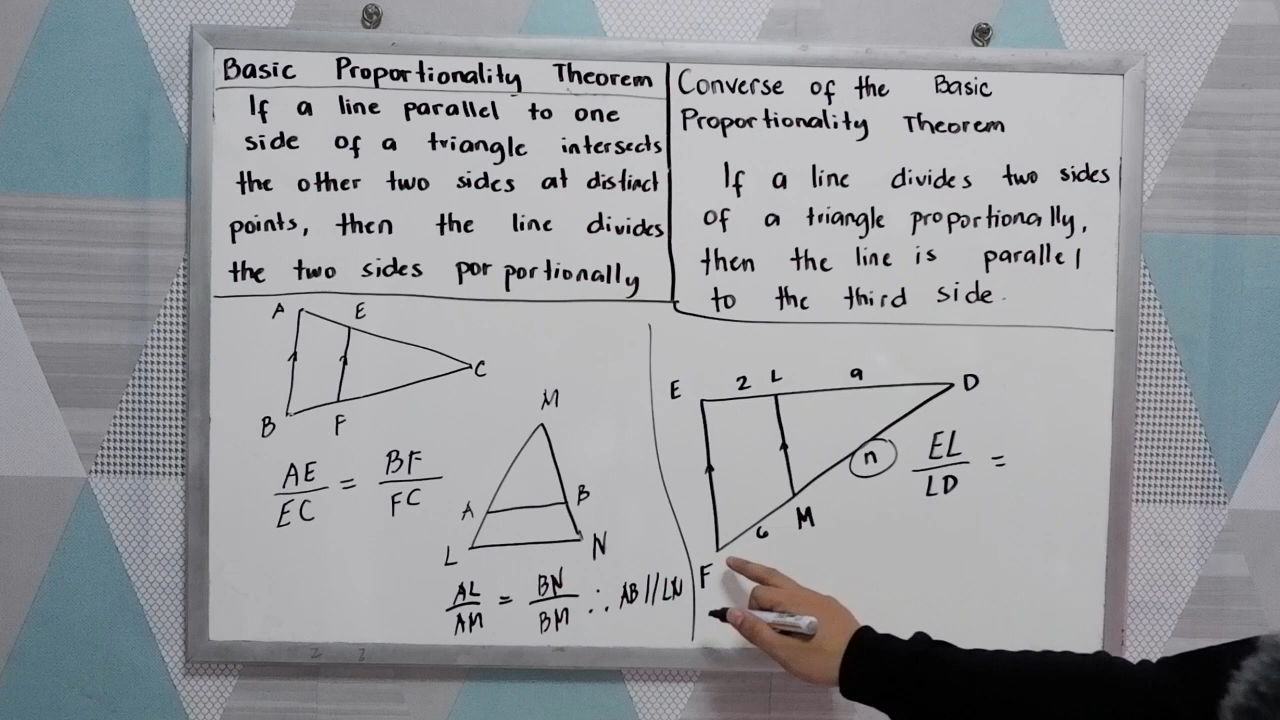 Basic Proportionality Theorem
If a line parallel to one
side of a triangle intersects
the other two sides at distinct
points, then the line divides
the two sides porportionally
Converse of the Basic
Proportionality Theorem
If a line divides two sides
of a triangle proportionally,
then the line is parallel
to the third side.
A E
C
B F
AE/EC = BF/FC
M
A B
L N
AL/AM = BN/BM ∴ AB//LN
E 2 L 9 D
n
6 M
F
EL/LD =